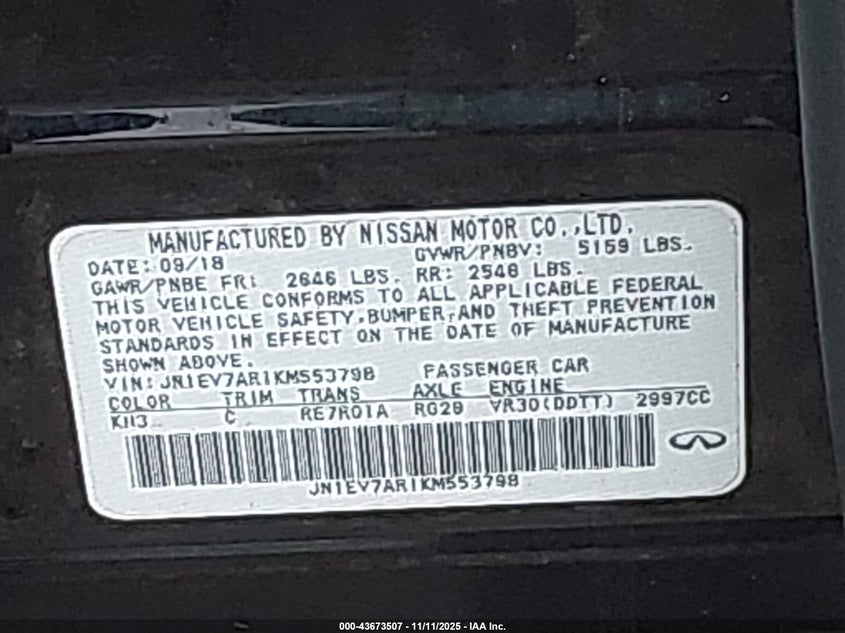 MANUFACTURED BY NISSAN MOTOR CO.,LTD.
DATE: 09/18 GVWR/PNBV: 5159 LBS.
GAWR/PNBE FR: 2646 LBS. RR: 2546 LBS.
THIS VEHICLE CONFORMS TO ALL APPLICABLE FEDERAL
MOTOR VEHICLE SAFETY, BUMPER, AND THEFT PREVENTION
STANDARDS IN EFFECT ON THE DATE OF MANUFACTURE
SHOWN ABOVE.
VIN: JN1EV7AR1KM553798 PASSENGER CAR
COLOR TRIM TRANS AXLE ENGINE
KH3 C RE7R01A RG28 VR30(DDTT) 2997CC
JN1EV7AR1KM553798
000-43673507 - 11/11/2025 - IAA Inc.